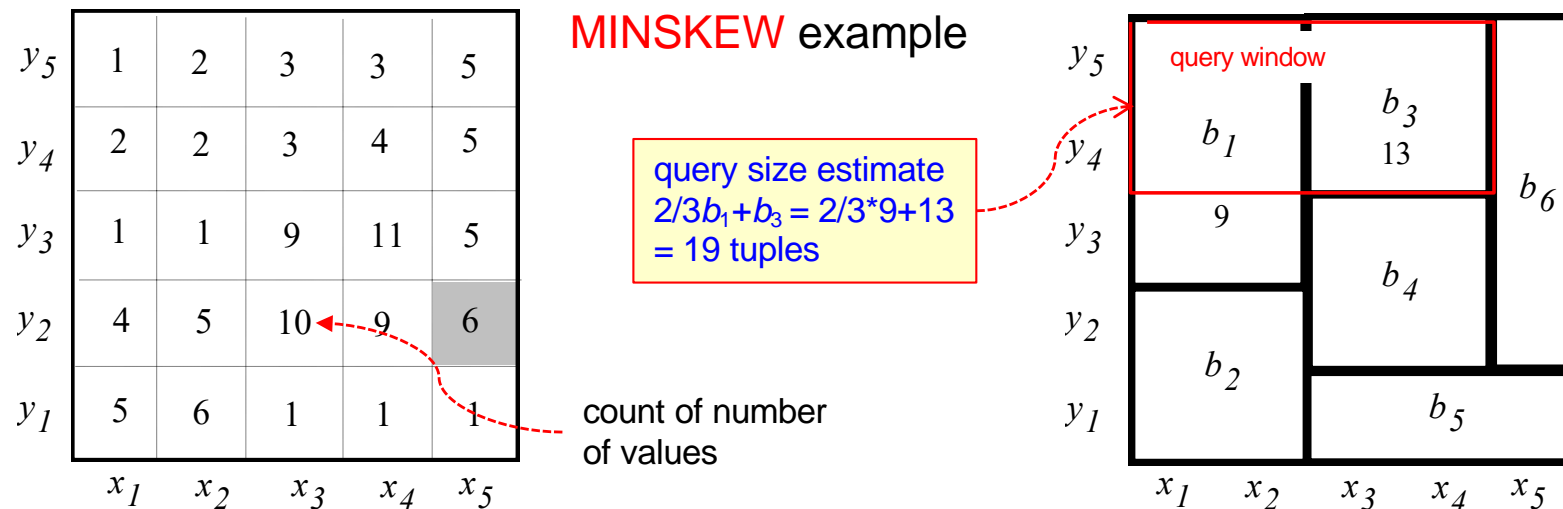 MINSKEW example
y5 1 2 3 3 5
y4 2 2 3 4 5
y3 1 1 9 11 5
y2 4 5 10 9 6
y1 5 6 1 1 1
x1 x2 x3 x4 x5
query size estimate
2/3b1+b3 = 2/3*9+13
= 19 tuples
count of number
of values
query window
y5
y4 b1 b3
13
b6
y3 9
b4
y2
b2
y1 b5
x1 x2 x3 x4 x5